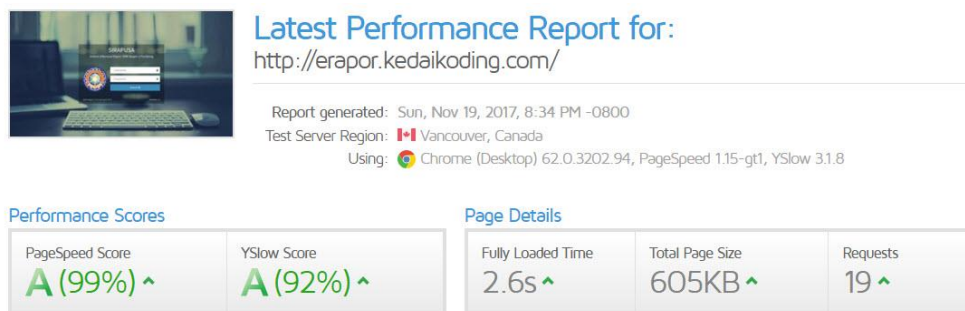 Latest Performance Report for:
http://erapor.kedaikoding.com/
Report generated: Sun, Nov 19, 2017, 8:34 PM -0800
Test Server Region: Vancouver, Canada
Using: Chrome (Desktop) 62.0.3202.94, PageSpeed 1.15-gt1, YSlow 3.1.8
Performance Scores
Page Details
PageSpeed Score
YSlow Score
Fully Loaded Time
Total Page Size
Requests
A (99%)
A (92%)
2.6s
605KB
19